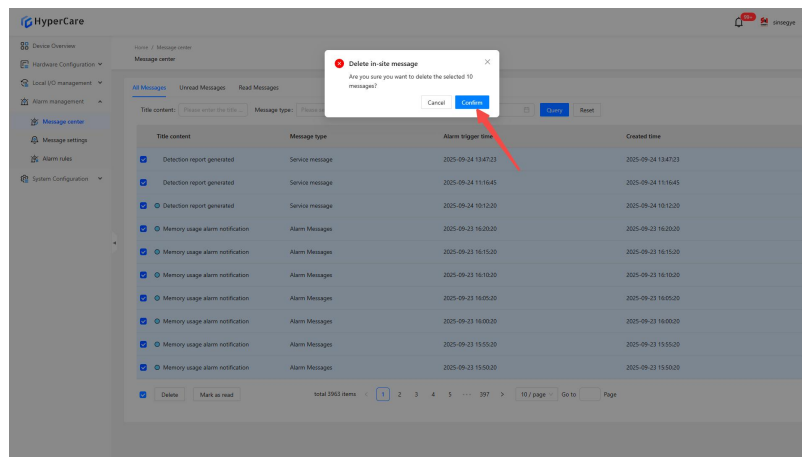 HyperCare
99+
sinsegye
Device Overview
Hardware Configuration
Local I/O management
Alarm management
Message center
Message settings
Alarm rules
System Configuration
Home / Message center
Message center
Delete in-site message
Are you sure you want to delete the selected 10
messages?
Cancel Confirm
All Messages Unread Messages Read Messages
Title content: Please enter the title... Message type: Query Reset
Title content Message type Alarm trigger time Created time
Detection report generated Service message 2025-09-24 13:47:23 2025-09-24 13:47:23
Detection report generated Service message 2025-09-24 11:16:45 2025-09-24 11:16:45
Detection report generated Service message 2025-09-24 10:12:20 2025-09-24 10:12:20
Memory usage alarm notification Alarm Messages 2025-09-23 16:20:20 2025-09-23 16:20:20
Memory usage alarm notification Alarm Messages 2025-09-23 16:15:20 2025-09-23 16:15:20
Memory usage alarm notification Alarm Messages 2025-09-23 16:10:20 2025-09-23 16:10:20
Memory usage alarm notification Alarm Messages 2025-09-23 16:05:20 2025-09-23 16:05:20
Memory usage alarm notification Alarm Messages 2025-09-23 16:00:20 2025-09-23 16:00:20
Memory usage alarm notification Alarm Messages 2025-09-23 15:55:20 2025-09-23 15:55:20
Memory usage alarm notification Alarm Messages 2025-09-23 15:50:20 2025-09-23 15:50:20
Delete Mark as read total 3963 items < 1 2 3 4 5 ··· 397 > 10 / page Go to Page